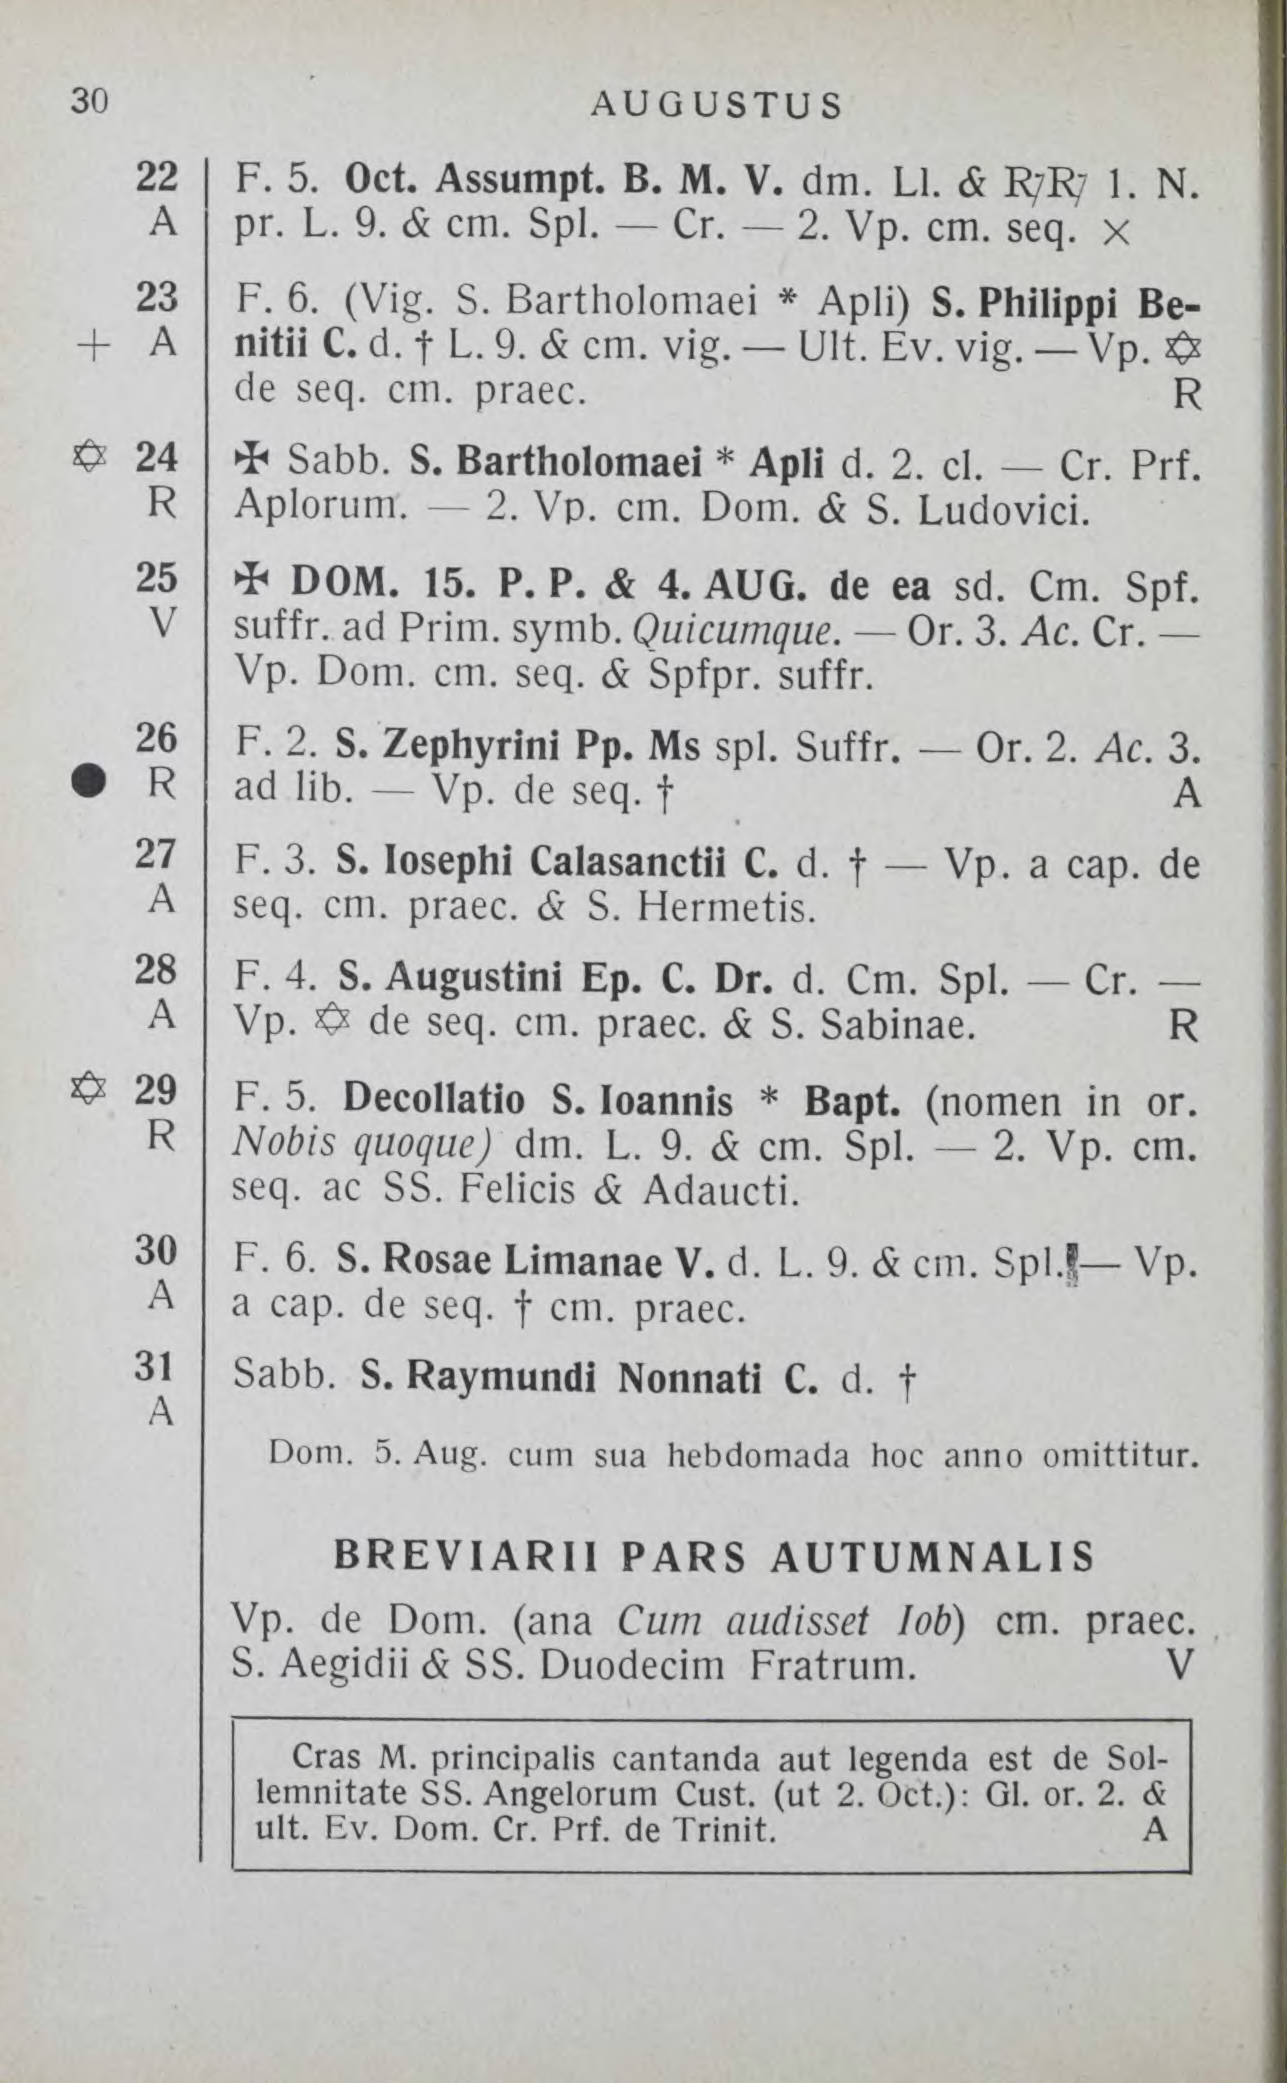 30 AUGUSTUS
22 F. 5. Oct. Assumpt. B. M. V. dm. Ll. & ℟℟ 1. N.
A pr. L. 9. & cm. Spl. — Cr. — 2. Vp. cm. seq. ×
23 F. 6. (Vig. S. Bartholomaei * Apli) S. Philippi Be-
+ A nitii C. d. † L. 9. & cm. vig. — Ult. Ev. vig. — Vp. ✡
de seq. cm. praec. R
✡ 24 ✠ Sabb. S. Bartholomaei * Apli d. 2. cl. — Cr. Prf.
R Aplorum. — 2. Vp. cm. Dom. & S. Ludovici.
25 ✠ DOM. 15. P. P. & 4. AUG. de ea sd. Cm. Spf.
V suffr. ad Prim. symb. Quicumque. — Or. 3. Ac. Cr. —
Vp. Dom. cm. seq. & Spfpr. suffr.
26 F. 2. S. Zephyrini Pp. Ms spl. Suffr. — Or. 2. Ac. 3.
● R ad lib. — Vp. de seq. † A
27 F. 3. S. Iosephi Calasanctii C. d. † — Vp. a cap. de
A seq. cm. praec. & S. Hermetis.
28 F. 4. S. Augustini Ep. C. Dr. d. Cm. Spl. — Cr. —
A Vp. ✡ de seq. cm. praec. & S. Sabinae. R
✡ 29 F. 5. Decollatio S. Ioannis * Bapt. (nomen in or.
R Nobis quoque) dm. L. 9. & cm. Spl. — 2. Vp. cm.
seq. ac SS. Felicis & Adaucti.
30 F. 6. S. Rosae Limanae V. d. L. 9. & cm. Spl. — Vp.
A a cap. de seq. † cm. praec.
31 Sabb. S. Raymundi Nonnati C. d. †
A
Dom. 5. Aug. cum sua hebdomada hoc anno omittitur.
BREVIARII PARS AUTUMNALIS
Vp. de Dom. (ana Cum audisset Iob) cm. praec.
S. Aegidii & SS. Duodecim Fratrum. V
Cras M. principalis cantanda aut legenda est de Sol-
lemnitate SS. Angelorum Cust. (ut 2. Oct.): Gl. or. 2. &
ult. Ev. Dom. Cr. Prf. de Trinit. A